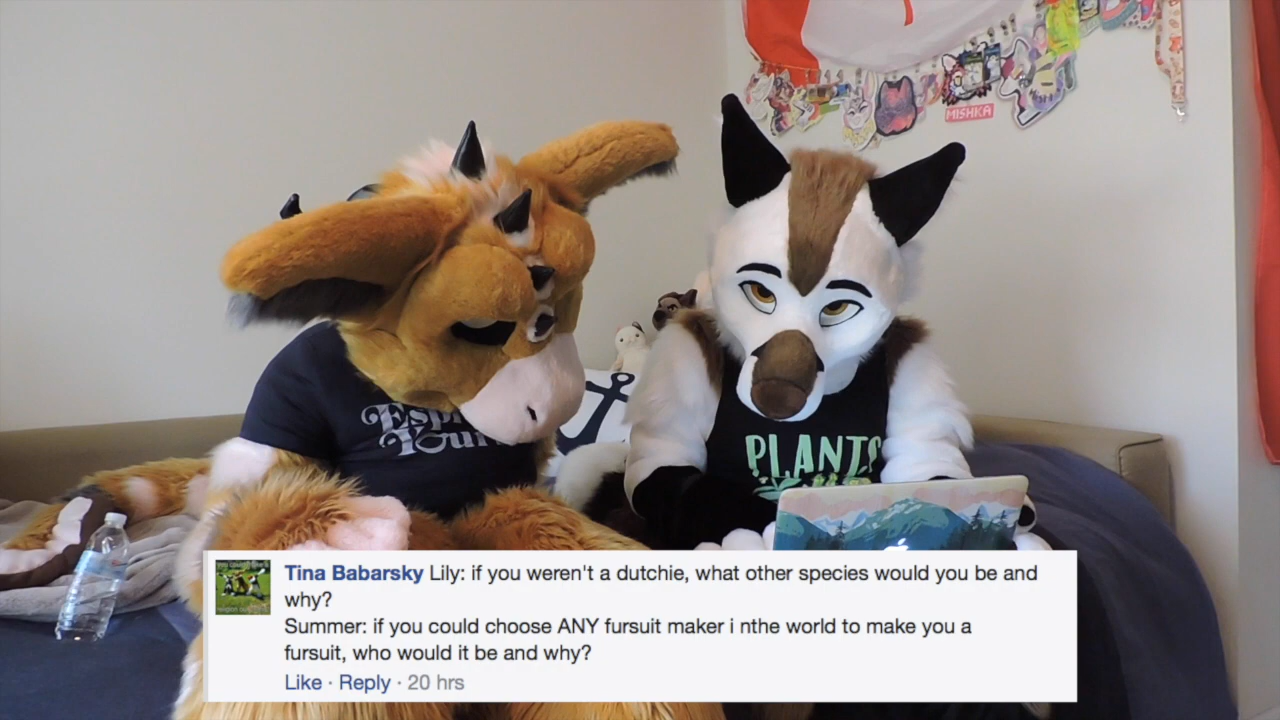 MISHKA
Esp
Your
PLANTS
Tina Babarsky Lily: if you weren't a dutchie, what other species would you be and
why?
Summer: if you could choose ANY fursuit maker i nthe world to make you a
fursuit, who would it be and why?
Like · Reply · 20 hrs